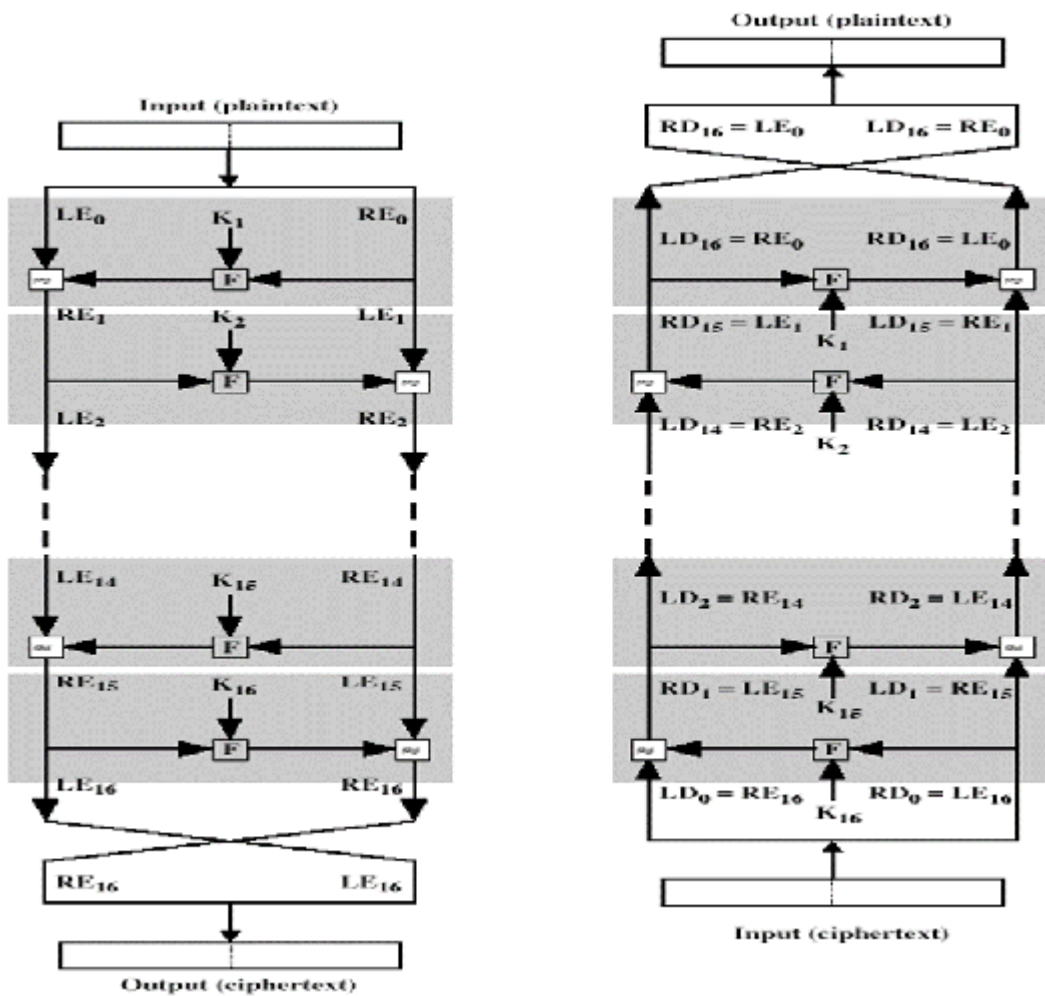 Input (plaintext)
LE0 K1 RE0
F
RE1 K2 LE1
F
LE2 RE2
LE14 K15 RE14
F
RE15 K16 LE15
F
LE16 RE16
RE16 LE16
Output (ciphertext)
Output (plaintext)
RD16 = LE0 LD16 = RE0
LD16 = RE0 RD16 = LE0
F
RD15 = LE1 LD15 = RE1
K1
F
LD14 = RE2 RD14 = LE2
K2
LD2 = RE14 RD2 = LE14
F
RD1 = LE15 LD1 = RE15
K15
F
LD0 = RE16 RD0 = LE16
K16
Input (ciphertext)